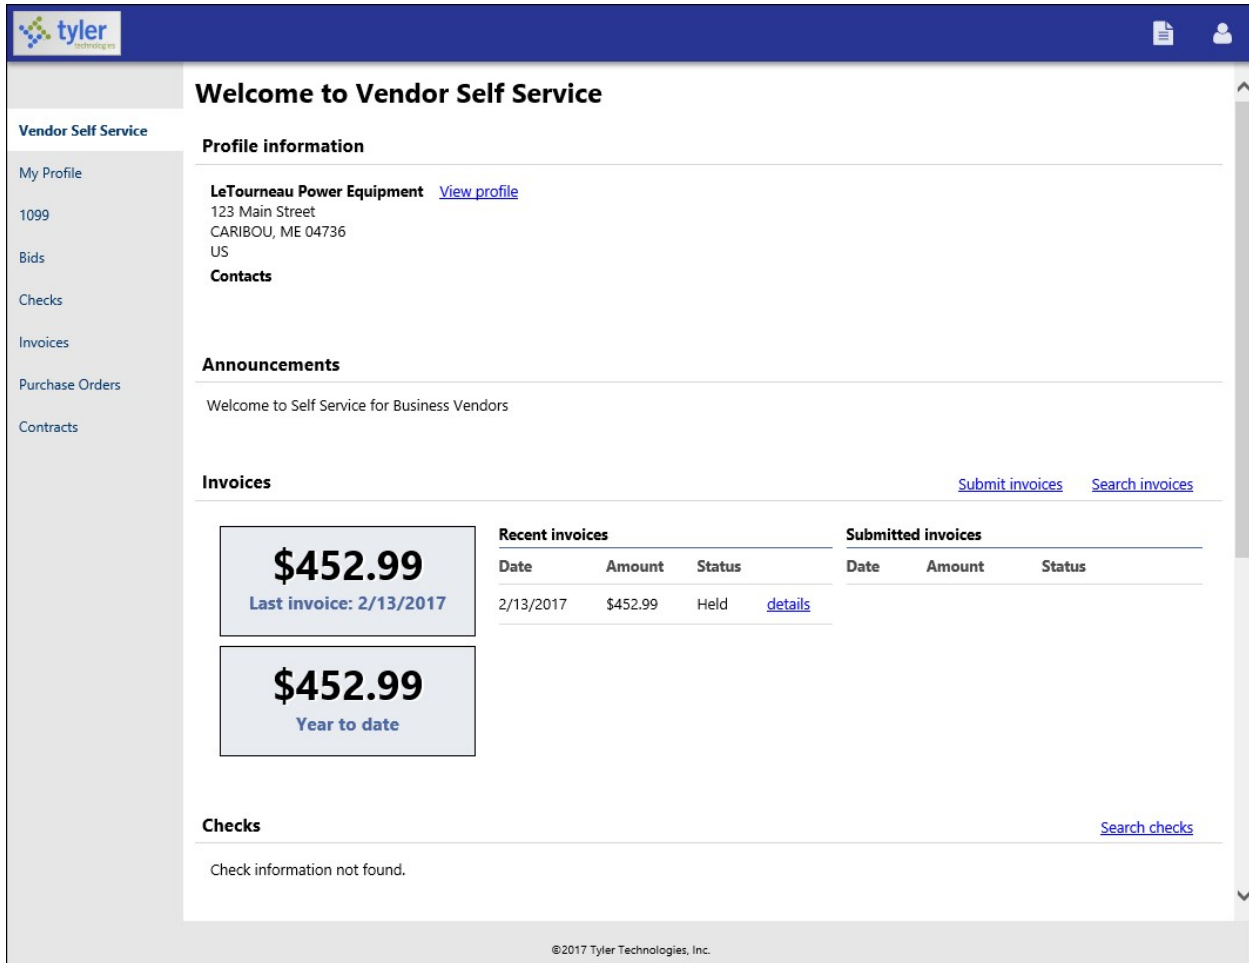 tyler
technologies
Welcome to Vendor Self Service
Vendor Self Service
My Profile
1099
Bids
Checks
Invoices
Purchase Orders
Contracts
Profile information
LeTourneau Power Equipment View profile
123 Main Street
CARIBOU, ME 04736
US
Contacts
Announcements
Welcome to Self Service for Business Vendors
Invoices Submit invoices Search invoices
$452.99
Last invoice: 2/13/2017
$452.99
Year to date
Recent invoices
Date Amount Status
2/13/2017 $452.99 Held details
Submitted invoices
Date Amount Status
Checks Search checks
Check information not found.
©2017 Tyler Technologies, Inc.